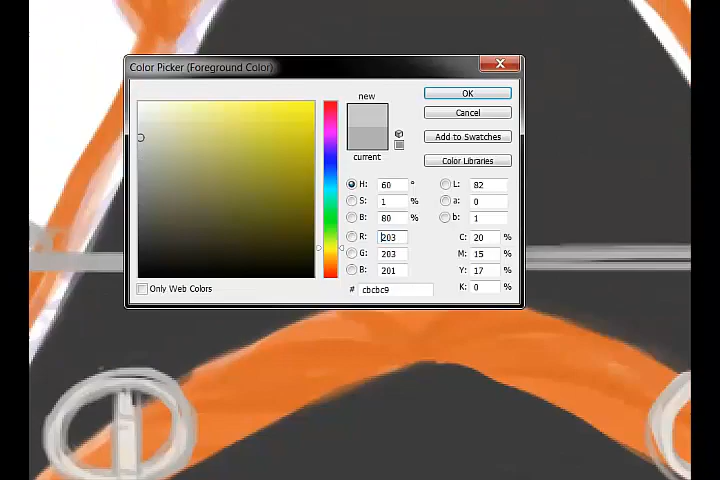 Color Picker (Foreground Color)
new
current
OK
Cancel
Add to Swatches
Color Libraries
H: 60 °
S: 1 %
B: 80 %
R: 203
G: 203
B: 201
# cbcbc9
L: 82
a: 0
b: 1
C: 20 %
M: 15 %
Y: 17 %
K: 0 %
Only Web Colors